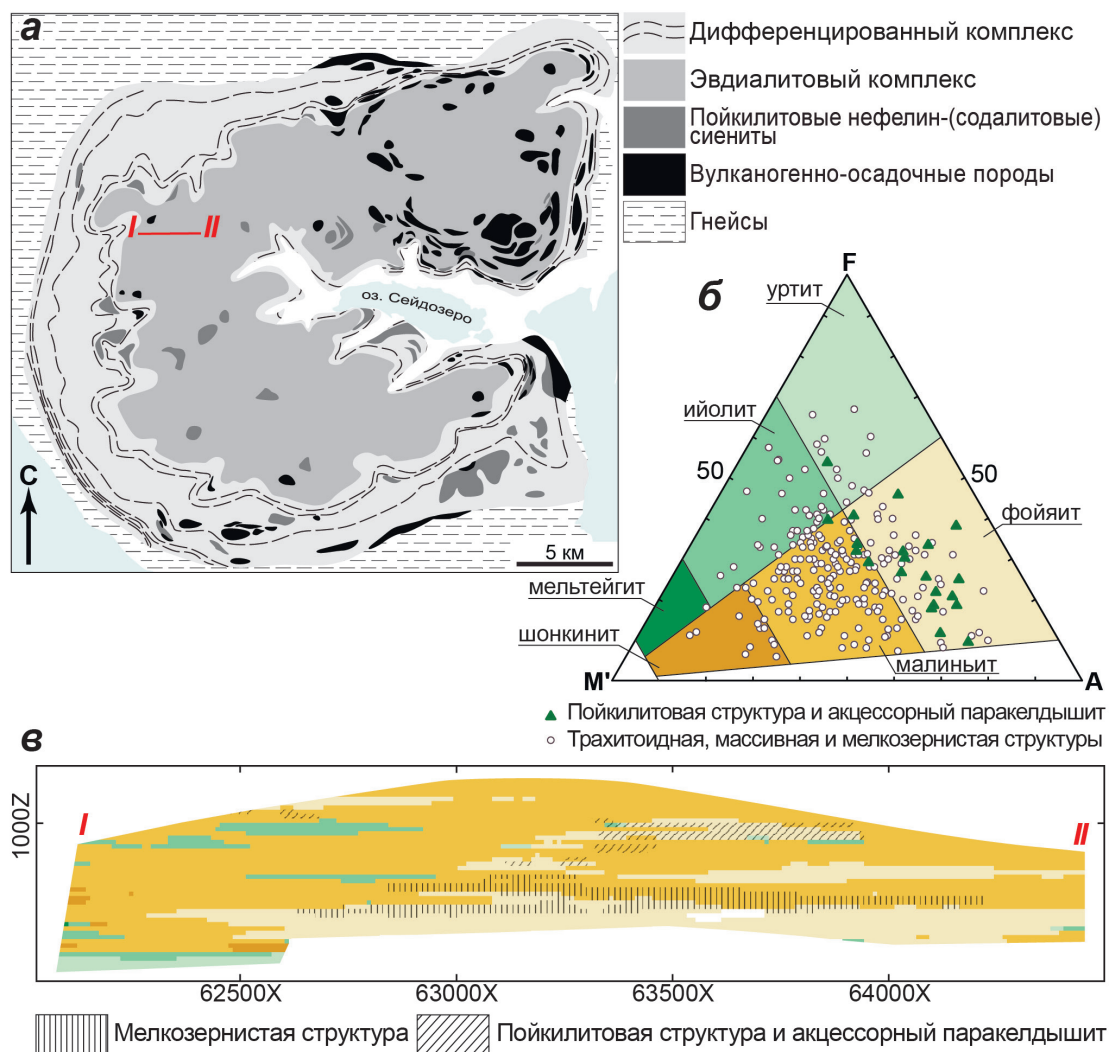 а
Дифференцированный комплекс
Эвдиалитовый комплекс
Пойкилитовые нефелин-(содалитовые)
сиениты
Вулканогенно-осадочные породы
Гнейсы
I
II
оз. Сейдозеро
С
5 км
б
F
уртит
ийолит
50
50
фойяит
мельтейгит
шонкинит
малиньит
M'
A
Пойкилитовая структура и акцессорный паракелдышит
Трахитоидная, массивная и мелкозернистая структуры
в
1000Z
I
II
62500X
63000X
63500X
64000X
Мелкозернистая структура
Пойкилитовая структура и акцессорный паракелдышит